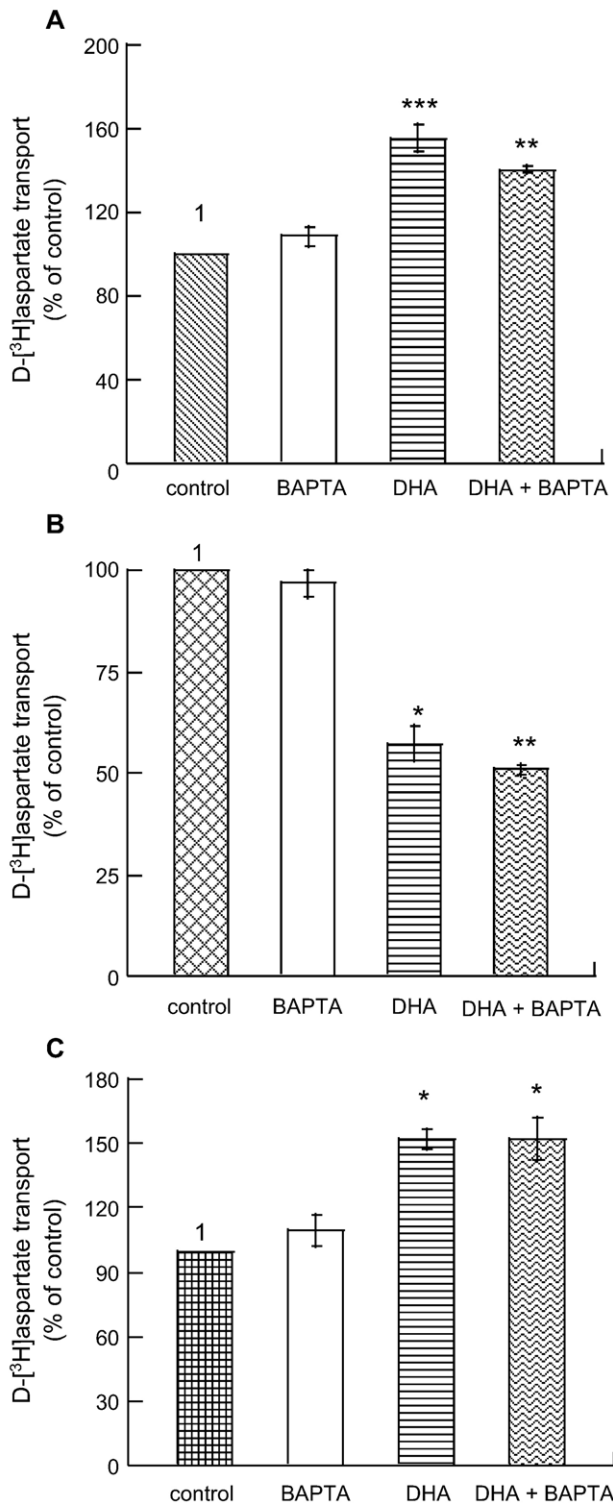 A
D-[³H]aspartate transport
(% of control)
200
160
120
80
40
0
1
***
**
control BAPTA DHA DHA + BAPTA
B
D-[³H]aspartate transport
(% of control)
100
75
50
25
0
1
*
**
control BAPTA DHA DHA + BAPTA
C
D-[³H]aspartate transport
(% of control)
180
150
120
90
60
30
0
1
*
*
control BAPTA DHA DHA + BAPTA